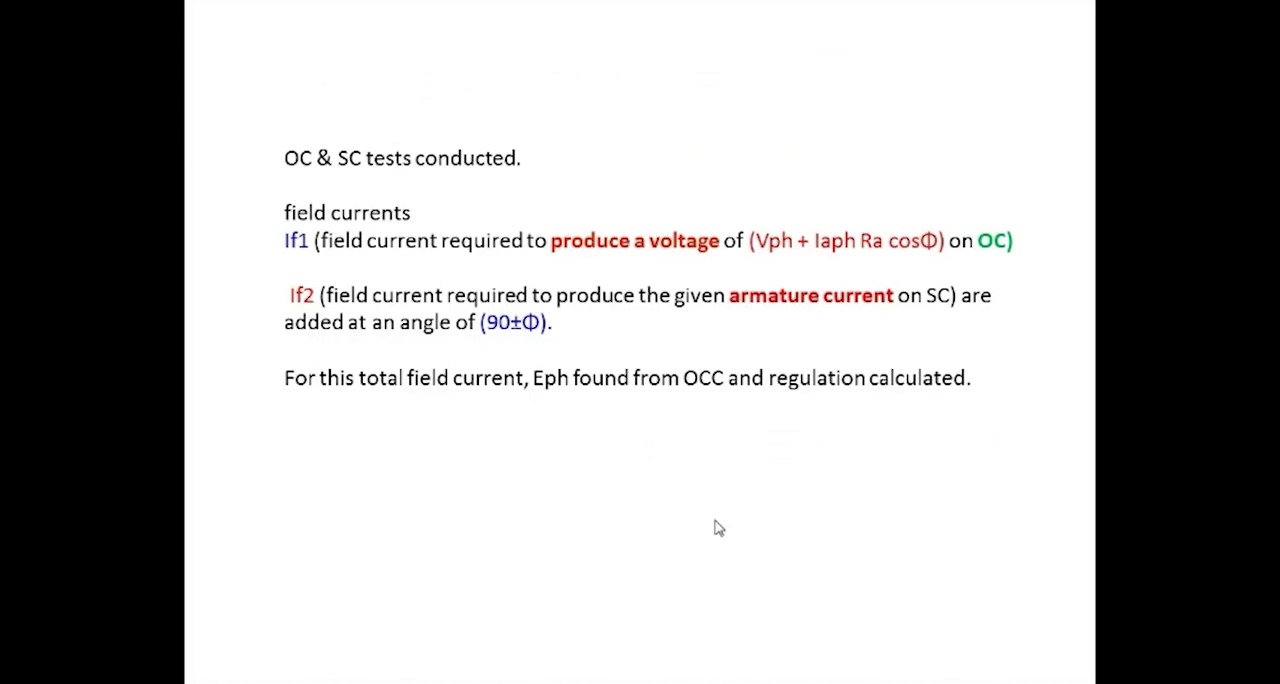 OC & SC tests conducted.
field currents
If1 (field current required to produce a voltage of (Vph + Iaph Ra cosΦ) on OC)
If2 (field current required to produce the given armature current on SC) are
added at an angle of (90±Φ).
For this total field current, Eph found from OCC and regulation calculated.